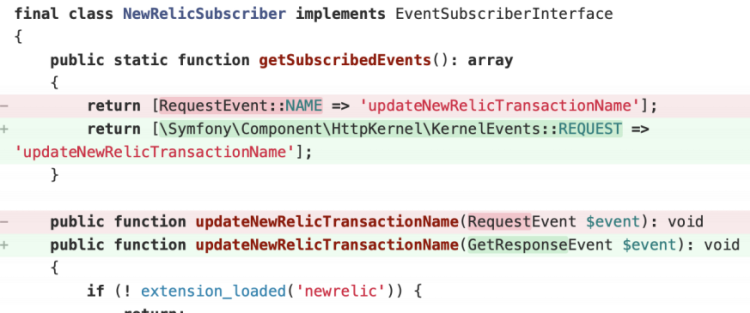 final class NewRelicSubscriber implements EventSubscriberInterface
{
    public static function getSubscribedEvents(): array
    {
-        return [RequestEvent::NAME => 'updateNewRelicTransactionName'];
+        return [\Symfony\Component\HttpKernel\KernelEvents::REQUEST =>
'updateNewRelicTransactionName'];
    }

-    public function updateNewRelicTransactionName(RequestEvent $event): void
+    public function updateNewRelicTransactionName(GetResponseEvent $event): void
    {
        if (! extension_loaded('newrelic')) {
            return;